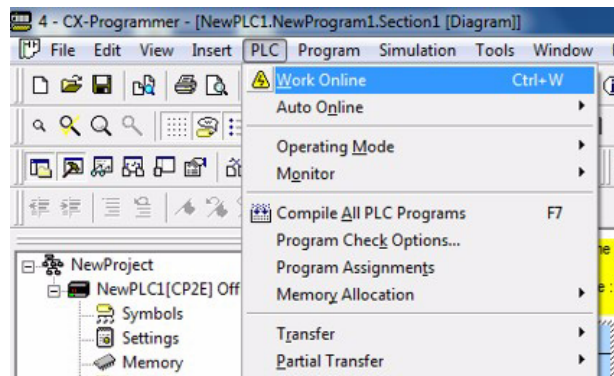 4 - CX-Programmer - [NewPLC1.NewProgram1.Section1 [Diagram]]
File Edit View Insert PLC Program Simulation Tools Window
Work Online Ctrl+W
Auto Online
Operating Mode
Monitor
Compile All PLC Programs F7
Program Check Options...
Program Assignments
Memory Allocation
Transfer
Partial Transfer
NewProject
NewPLC1[CP2E] Off
Symbols
Settings
Memory